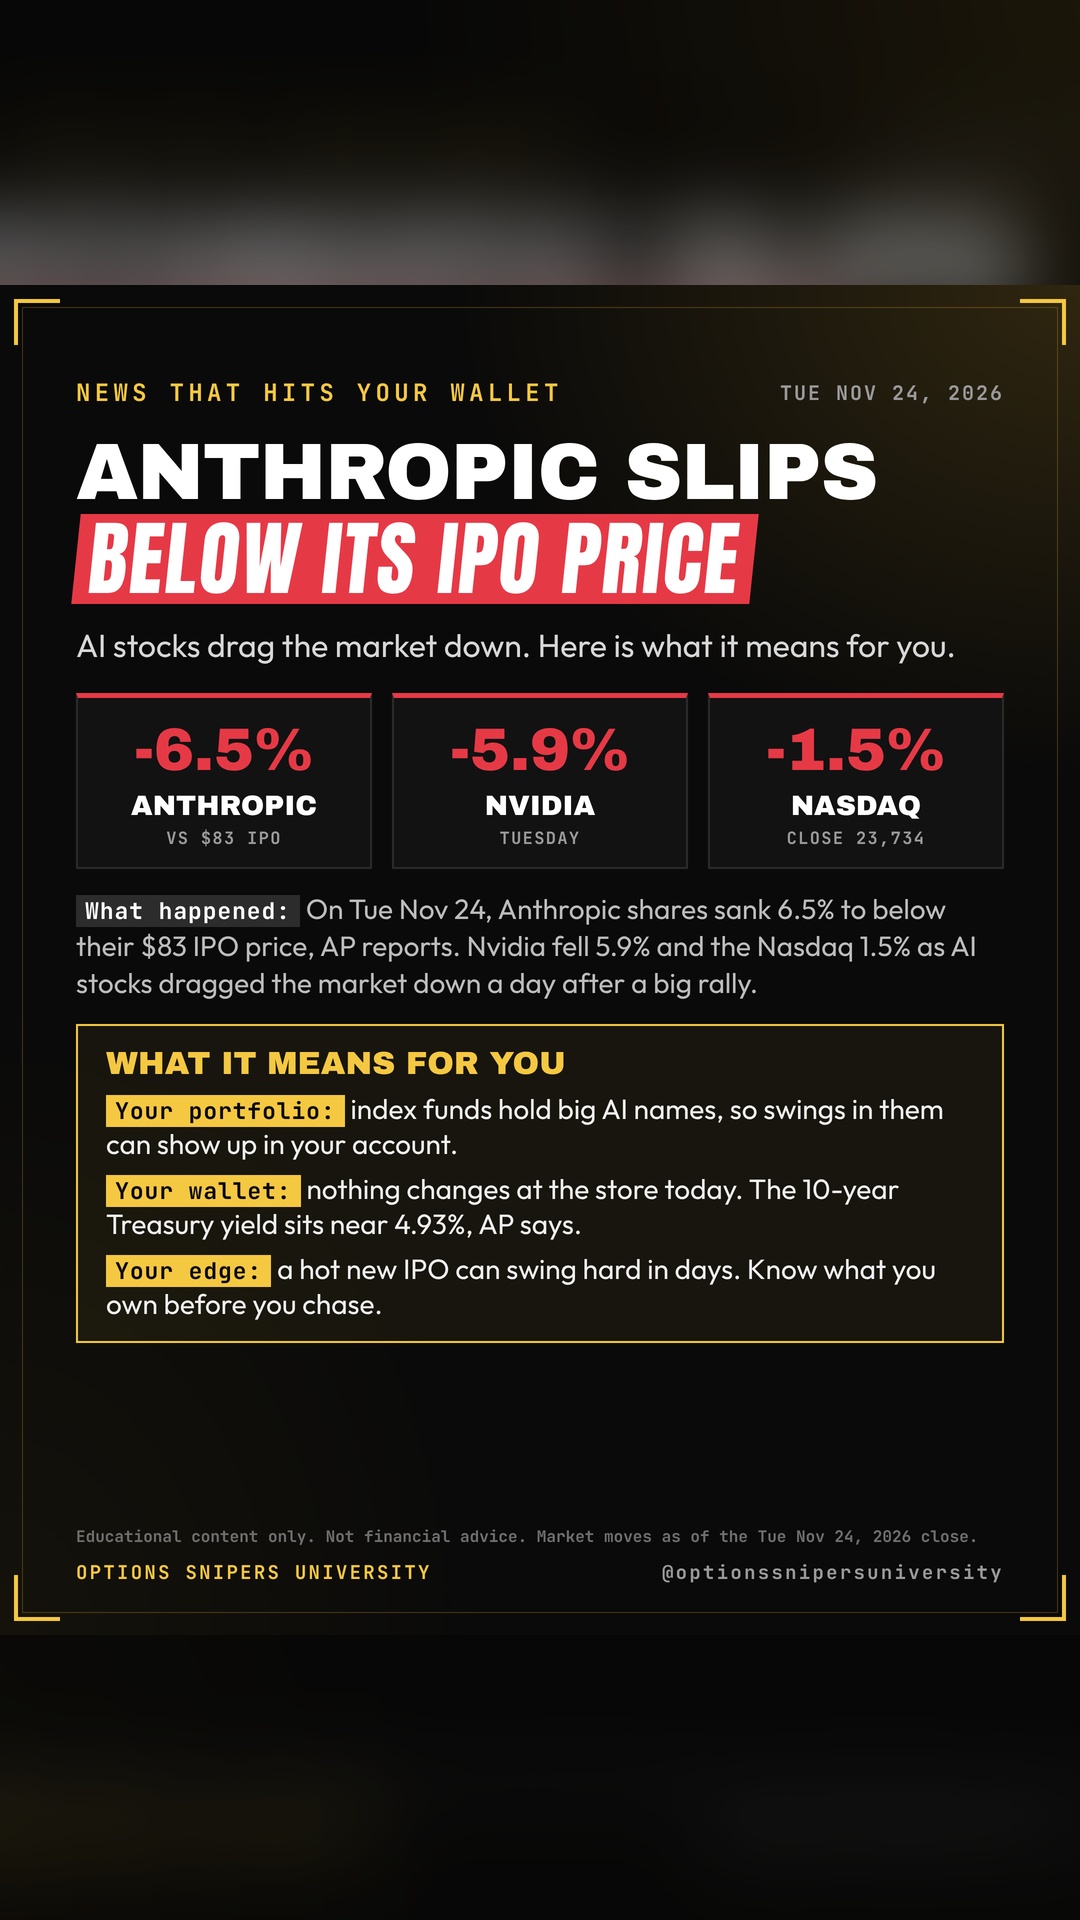 NEWS THAT HITS YOUR WALLET
TUE NOV 24, 2026
ANTHROPIC SLIPS
BELOW ITS IPO PRICE
AI stocks drag the market down. Here is what it means for you.
-6.5%
ANTHROPIC
VS $83 IPO
-5.9%
NVIDIA
TUESDAY
-1.5%
NASDAQ
CLOSE 23,734
What happened: On Tue Nov 24, Anthropic shares sank 6.5% to below
their $83 IPO price, AP reports. Nvidia fell 5.9% and the Nasdaq 1.5% as AI
stocks dragged the market down a day after a big rally.
WHAT IT MEANS FOR YOU
Your portfolio: index funds hold big AI names, so swings in them
can show up in your account.
Your wallet: nothing changes at the store today. The 10-year
Treasury yield sits near 4.93%, AP says.
Your edge: a hot new IPO can swing hard in days. Know what you
own before you chase.
Educational content only. Not financial advice. Market moves as of the Tue Nov 24, 2026 close.
OPTIONS SNIPERS UNIVERSITY
@optionssnipersuniversity